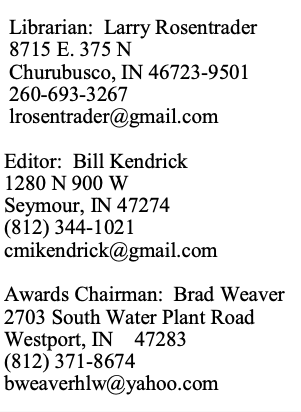 Librarian:  Larry Rosentrader
8715 E. 375 N
Churubusco, IN 46723-9501
260-693-3267
lrosentrader@gmail.com
Editor:  Bill Kendrick
1280 N 900 W
Seymour, IN 47274
(812) 344-1021
cmikendrick@gmail.com
Awards Chairman:  Brad Weaver
2703 South Water Plant Road
Westport, IN    47283
(812) 371-8674
bweaverhlw@yahoo.com